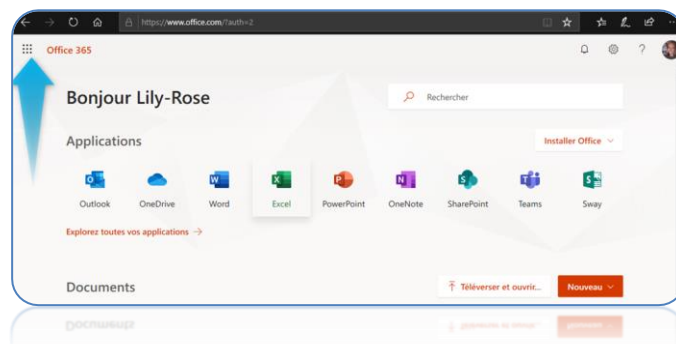 https://www.office.com/?auth=2
Office 365
?
Bonjour Lily-Rose
Rechercher
Applications
Installer Office
Outlook OneDrive Word Excel PowerPoint OneNote SharePoint Teams Sway
Explorez toutes vos applications →
Documents
Téléverser et ouvrir...
Nouveau